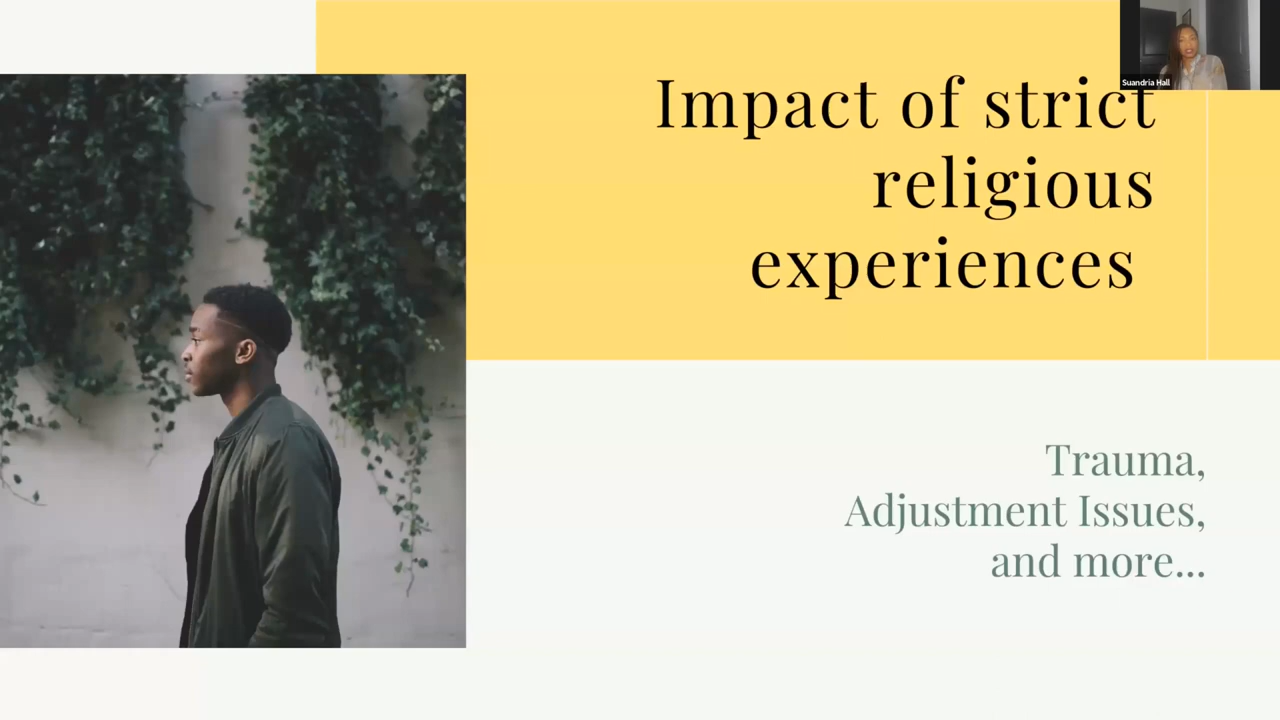 Suandria Hall
Impact of strict
religious
experiences
Trauma,
Adjustment Issues,
and more...